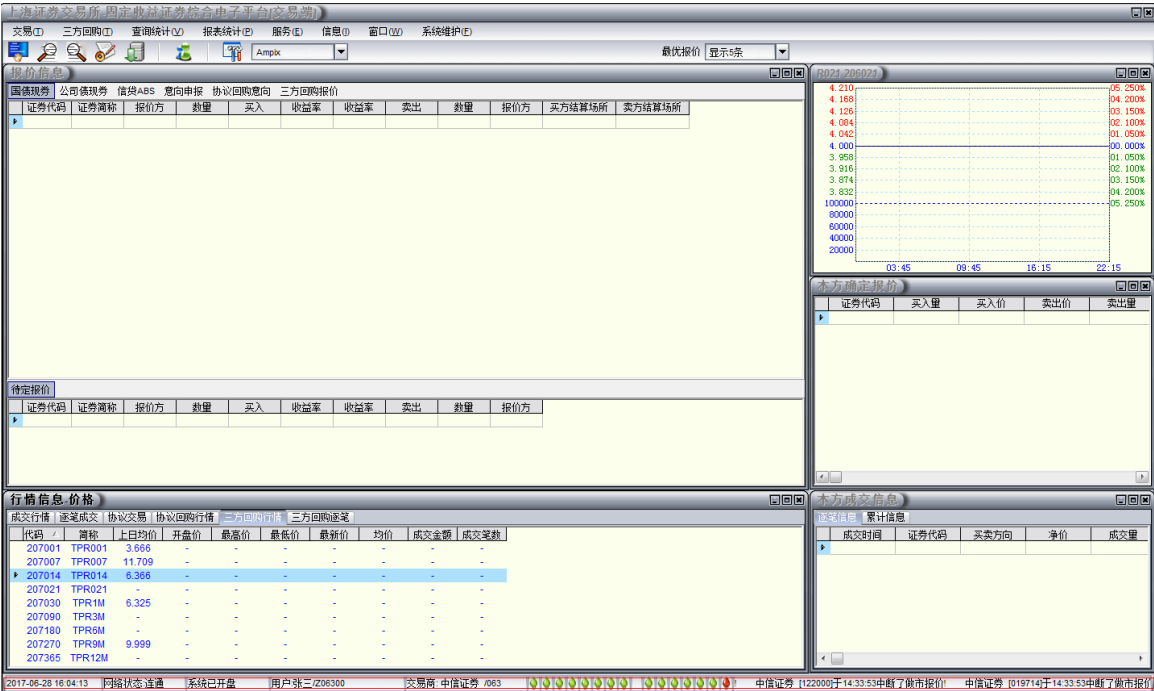 上海证券交易所_固定收益证券综合电子平台[交易端]
交易(T) 三方回购(T) 查询统计(V) 报表统计(P) 服务(E) 信息(I) 窗口(W) 系统维护(E)
Ampix 最优报价 显示5条
报价信息
国债现券 公司债现券 信贷ABS 意向申报 协议回购意向 三方回购报价
证券代码 证券简称 报价方 数量 买入 收益率 收益率 卖出 数量 报价方 买方结算场所 卖方结算场所
待定报价
证券代码 证券简称 报价方 数量 买入 收益率 收益率 卖出 数量 报价方
R021_206021
4.210 05.250%
4.168 04.200%
4.126 03.150%
4.084 02.100%
4.042 01.050%
4.000 00.000%
3.958 01.050%
3.916 02.100%
3.874 03.150%
3.832 04.200%
100000 05.250%
80000
60000
40000
20000
03:45 09:45 16:15 22:15
本方确定报价
证券代码 买入量 买入价 卖出价 卖出量
行情信息-价格
成交行情 逐笔成交 协议交易 协议回购行情 三方回购行情 三方回购逐笔
代码 简称 上日均价 开盘价 最高价 最低价 最新价 均价 成交金额 成交笔数
207001 TPR001 3.666 - - - - - - -
207007 TPR007 11.709 - - - - - - -
207014 TPR014 6.366 - - - - - - -
207021 TPR021 - - - - - - - -
207030 TPR1M 6.325 - - - - - - -
207090 TPR3M - - - - - - - -
207180 TPR6M - - - - - - - -
207270 TPR9M 9.999 - - - - - - -
207365 TPR12M - - - - - - - -
本方成交信息
逐笔信息 累计信息
成交时间 证券代码 买卖方向 净价 成交量
2017-06-28 16:04:13 网络状态:连通 系统已开盘 用户:张三/Z06300 交易商: 中信证券 /063 中信证券 [122000]于14:33:53中断了做市报价! 中信证券 [019714]于14:33:53中断了做市报价